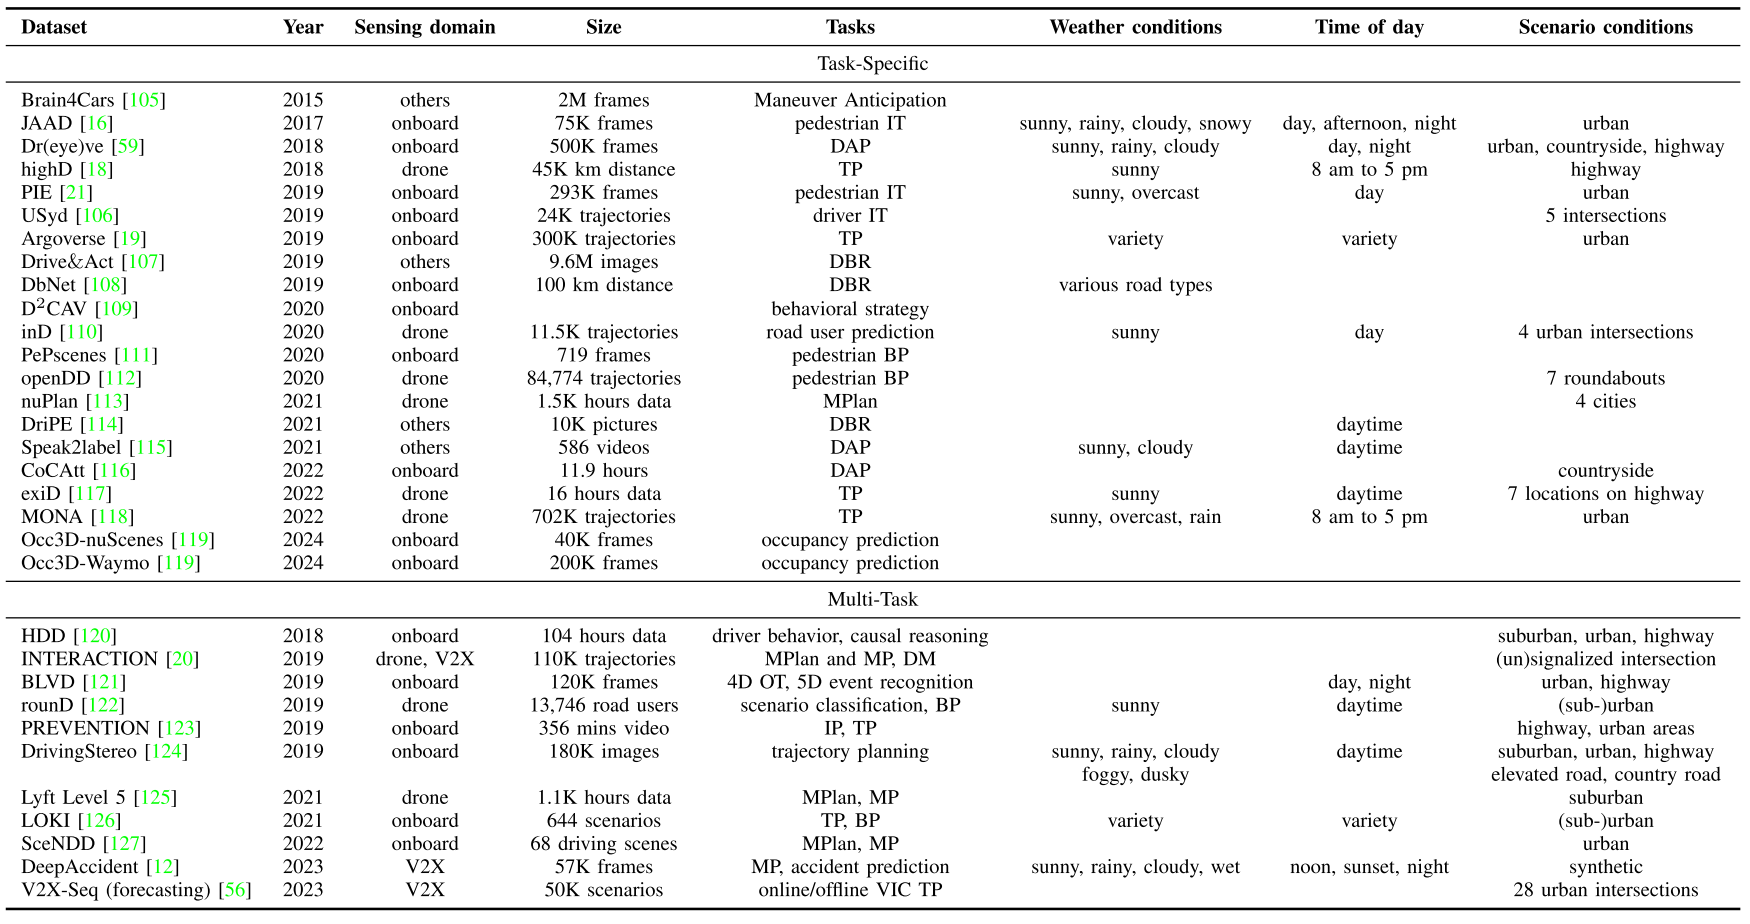 Dataset Year Sensing domain Size Tasks Weather conditions Time of day Scenario conditions
Task-Specific
Brain4Cars [105] 2015 others 2M frames Maneuver Anticipation
JAAD [16] 2017 onboard 75K frames pedestrian IT sunny, rainy, cloudy, snowy day, afternoon, night urban
Dr(eye)ve [59] 2018 onboard 500K frames DAP sunny, rainy, cloudy day, night urban, countryside, highway
highD [18] 2018 drone 45K km distance TP sunny 8 am to 5 pm highway
PIE [21] 2019 onboard 293K frames pedestrian IT sunny, overcast day urban
USyd [106] 2019 onboard 24K trajectories driver IT 5 intersections
Argoverse [19] 2019 onboard 300K trajectories TP variety variety urban
Drive&Act [107] 2019 others 9.6M images DBR
DbNet [108] 2019 onboard 100 km distance DBR various road types
D²CAV [109] 2020 onboard behavioral strategy
inD [110] 2020 drone 11.5K trajectories road user prediction sunny day 4 urban intersections
PePscenes [111] 2020 onboard 719 frames pedestrian BP
openDD [112] 2020 drone 84,774 trajectories pedestrian BP 7 roundabouts
nuPlan [113] 2021 drone 1.5K hours data MPlan 4 cities
DriPE [114] 2021 others 10K pictures DBR daytime
Speak2label [115] 2021 others 586 videos DAP sunny, cloudy daytime
CoCAtt [116] 2022 onboard 11.9 hours DAP countryside
exiD [117] 2022 drone 16 hours data TP sunny daytime 7 locations on highway
MONA [118] 2022 drone 702K trajectories TP sunny, overcast, rain 8 am to 5 pm urban
Occ3D-nuScenes [119] 2024 onboard 40K frames occupancy prediction
Occ3D-Waymo [119] 2024 onboard 200K frames occupancy prediction
Multi-Task
HDD [120] 2018 onboard 104 hours data driver behavior, causal reasoning suburban, urban, highway
INTERACTION [20] 2019 drone, V2X 110K trajectories MPlan and MP, DM (un)signalized intersection
BLVD [121] 2019 onboard 120K frames 4D OT, 5D event recognition day, night urban, highway
rounD [122] 2019 drone 13,746 road users scenario classification, BP sunny daytime (sub-)urban
PREVENTION [123] 2019 onboard 356 mins video IP, TP highway, urban areas
DrivingStereo [124] 2019 onboard 180K images trajectory planning sunny, rainy, cloudy daytime suburban, urban, highway
foggy, dusky elevated road, country road
Lyft Level 5 [125] 2021 drone 1.1K hours data MPlan, MP suburban
LOKI [126] 2021 onboard 644 scenarios TP, BP variety variety (sub-)urban
SceNDD [127] 2022 onboard 68 driving scenes MPlan, MP urban
DeepAccident [12] 2023 V2X 57K frames MP, accident prediction sunny, rainy, cloudy, wet noon, sunset, night synthetic
V2X-Seq (forecasting) [56] 2023 V2X 50K scenarios online/offline VIC TP 28 urban intersections